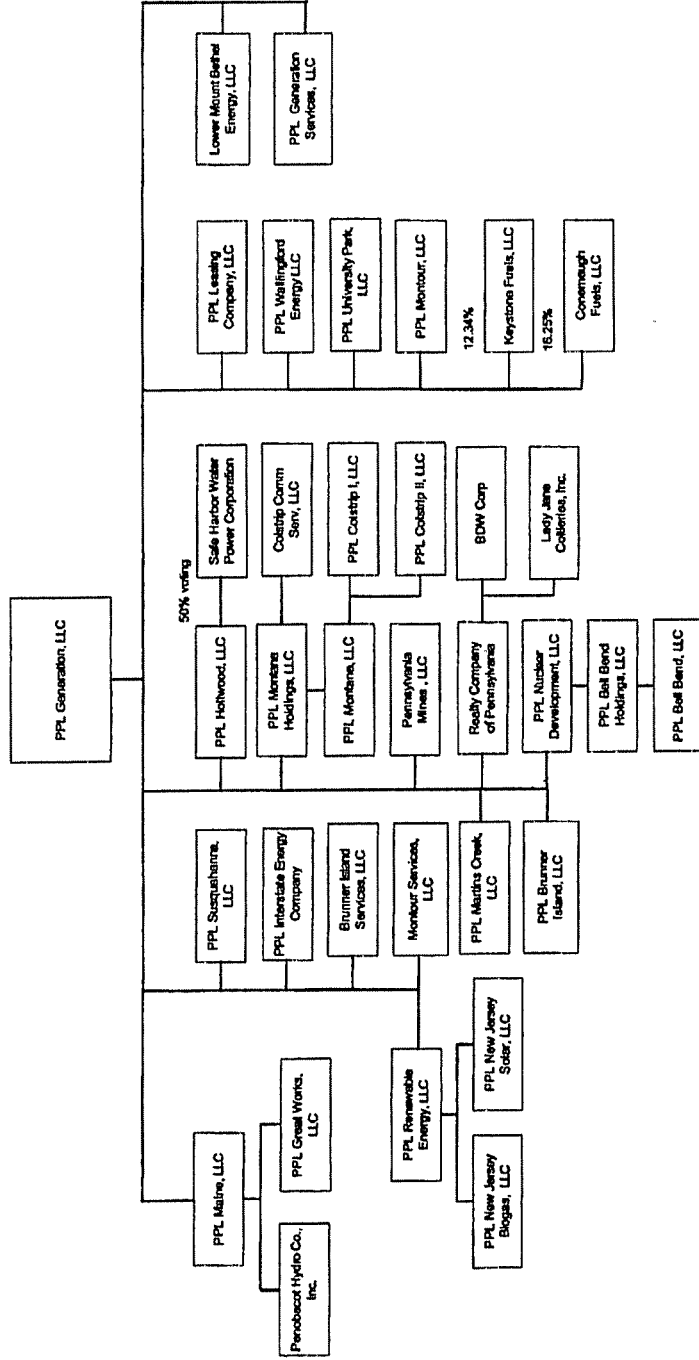 PPL Generation, LLC
PPL Maine, LLC
Penobscot Hydro Co.,
Inc.
PPL Great Works,
LLC
PPL Renewable
Energy, LLC
PPL New Jersey
Biogas, LLC
PPL New Jersey
Solar, LLC
PPL Susquehanna,
LLC
PPL Interstate Energy
Company
Brunner Island
Services, LLC
Montour Services,
LLC
PPL Martins Creek,
LLC
PPL Brunner
Island, LLC
PPL Holtwood, LLC
50% voting
Safe Harbor Water
Power Corporation
PPL Montana
Holdings, LLC
Colstrip Comm
Serv, LLC
PPL Montana, LLC
PPL Colstrip I, LLC
PPL Colstrip II, LLC
Pennsylvania
Mines , LLC
Realty Company
of Pennsylvania
BDW Corp
Lady Jane
Collieries, Inc.
PPL Nuclear
Development, LLC
PPL Bell Bend
Holdings, LLC
PPL Bell Bend, LLC
PPL Leasing
Company, LLC
PPL Wallingford
Energy LLC
PPL University Park,
LLC
PPL Montour, LLC
12.34%
Keystone Fuels, LLC
16.25%
Conemaugh
Fuels, LLC
Lower Mount Bethel
Energy, LLC
PPL Generation
Services, LLC